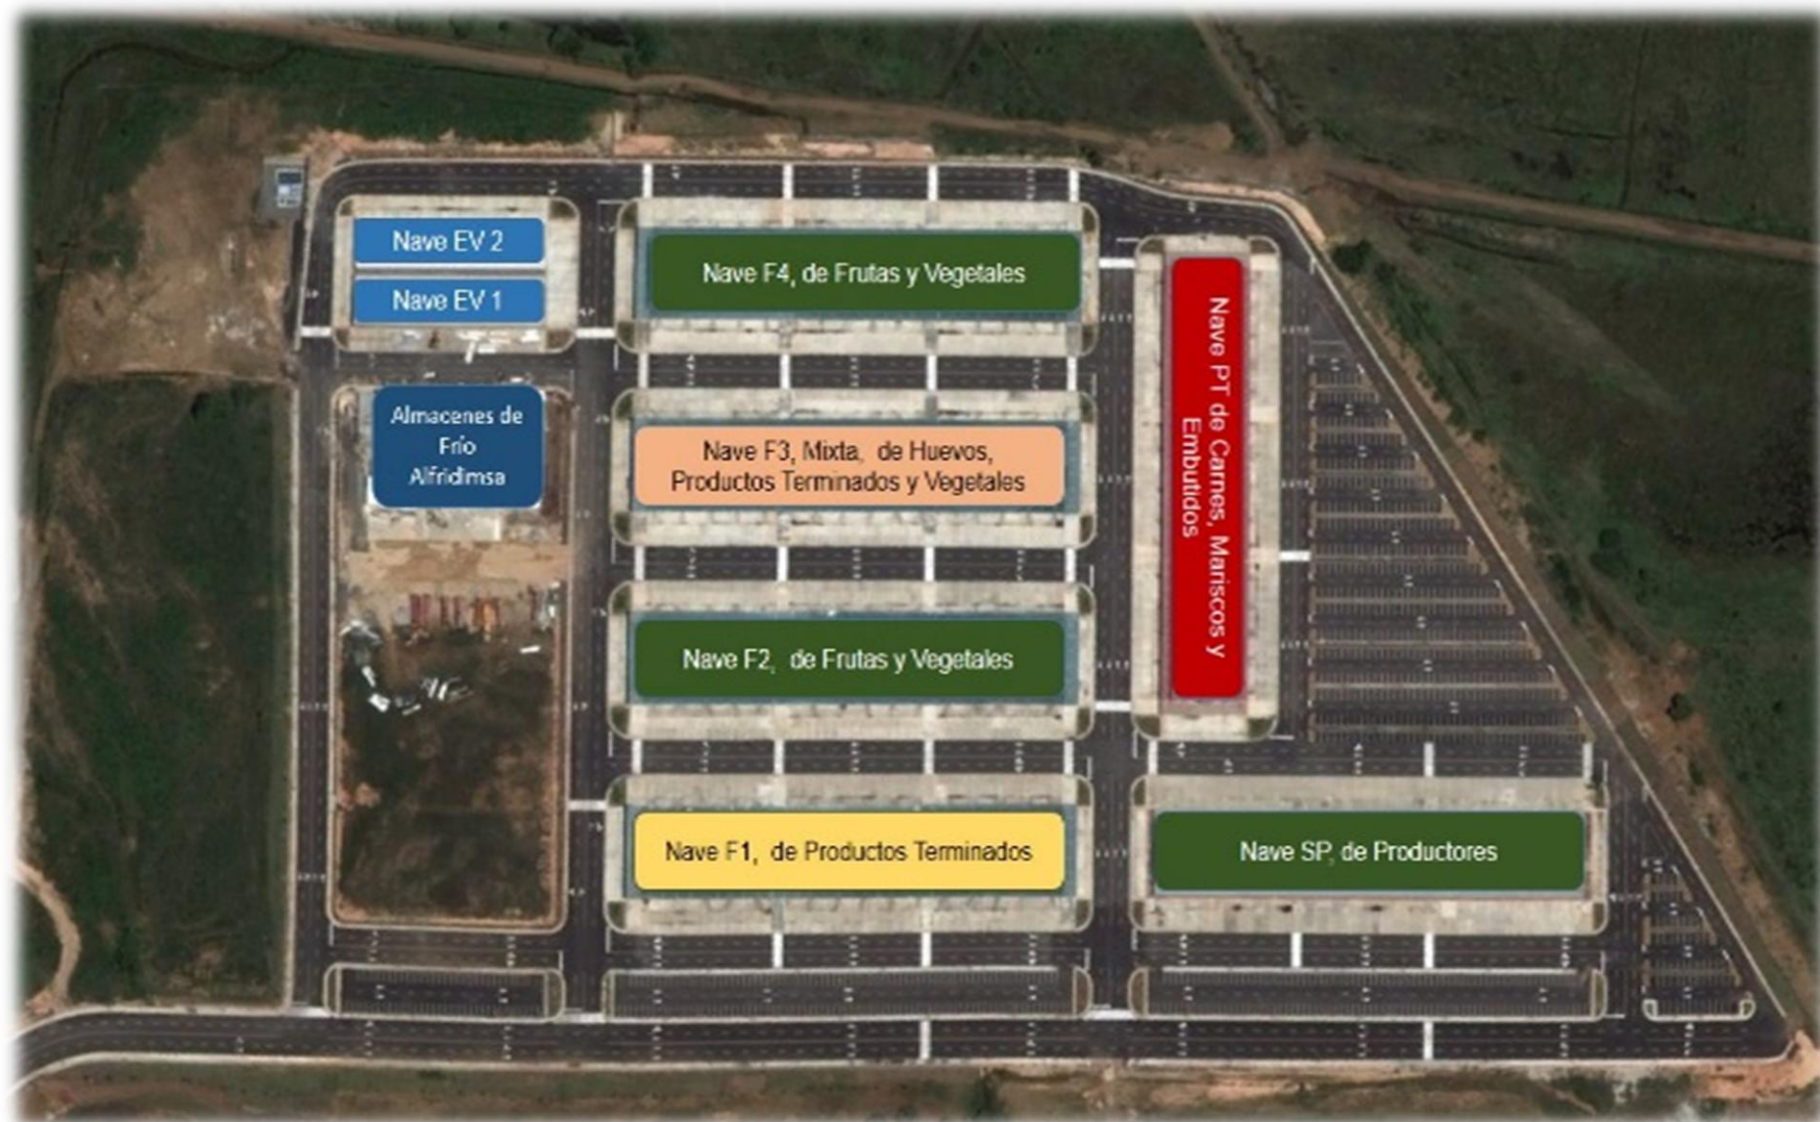 Nave EV 2
Nave EV 1
Almacenes de
Frío
Alfridimsa
Nave F4, de Frutas y Vegetales
Nave F3, Mixta, de Huevos,
Productos Terminados y Vegetales
Nave F2, de Frutas y Vegetales
Nave F1, de Productos Terminados
Nave PT de Carnes, Mariscos y
Embutidos
Nave SP, de Productores